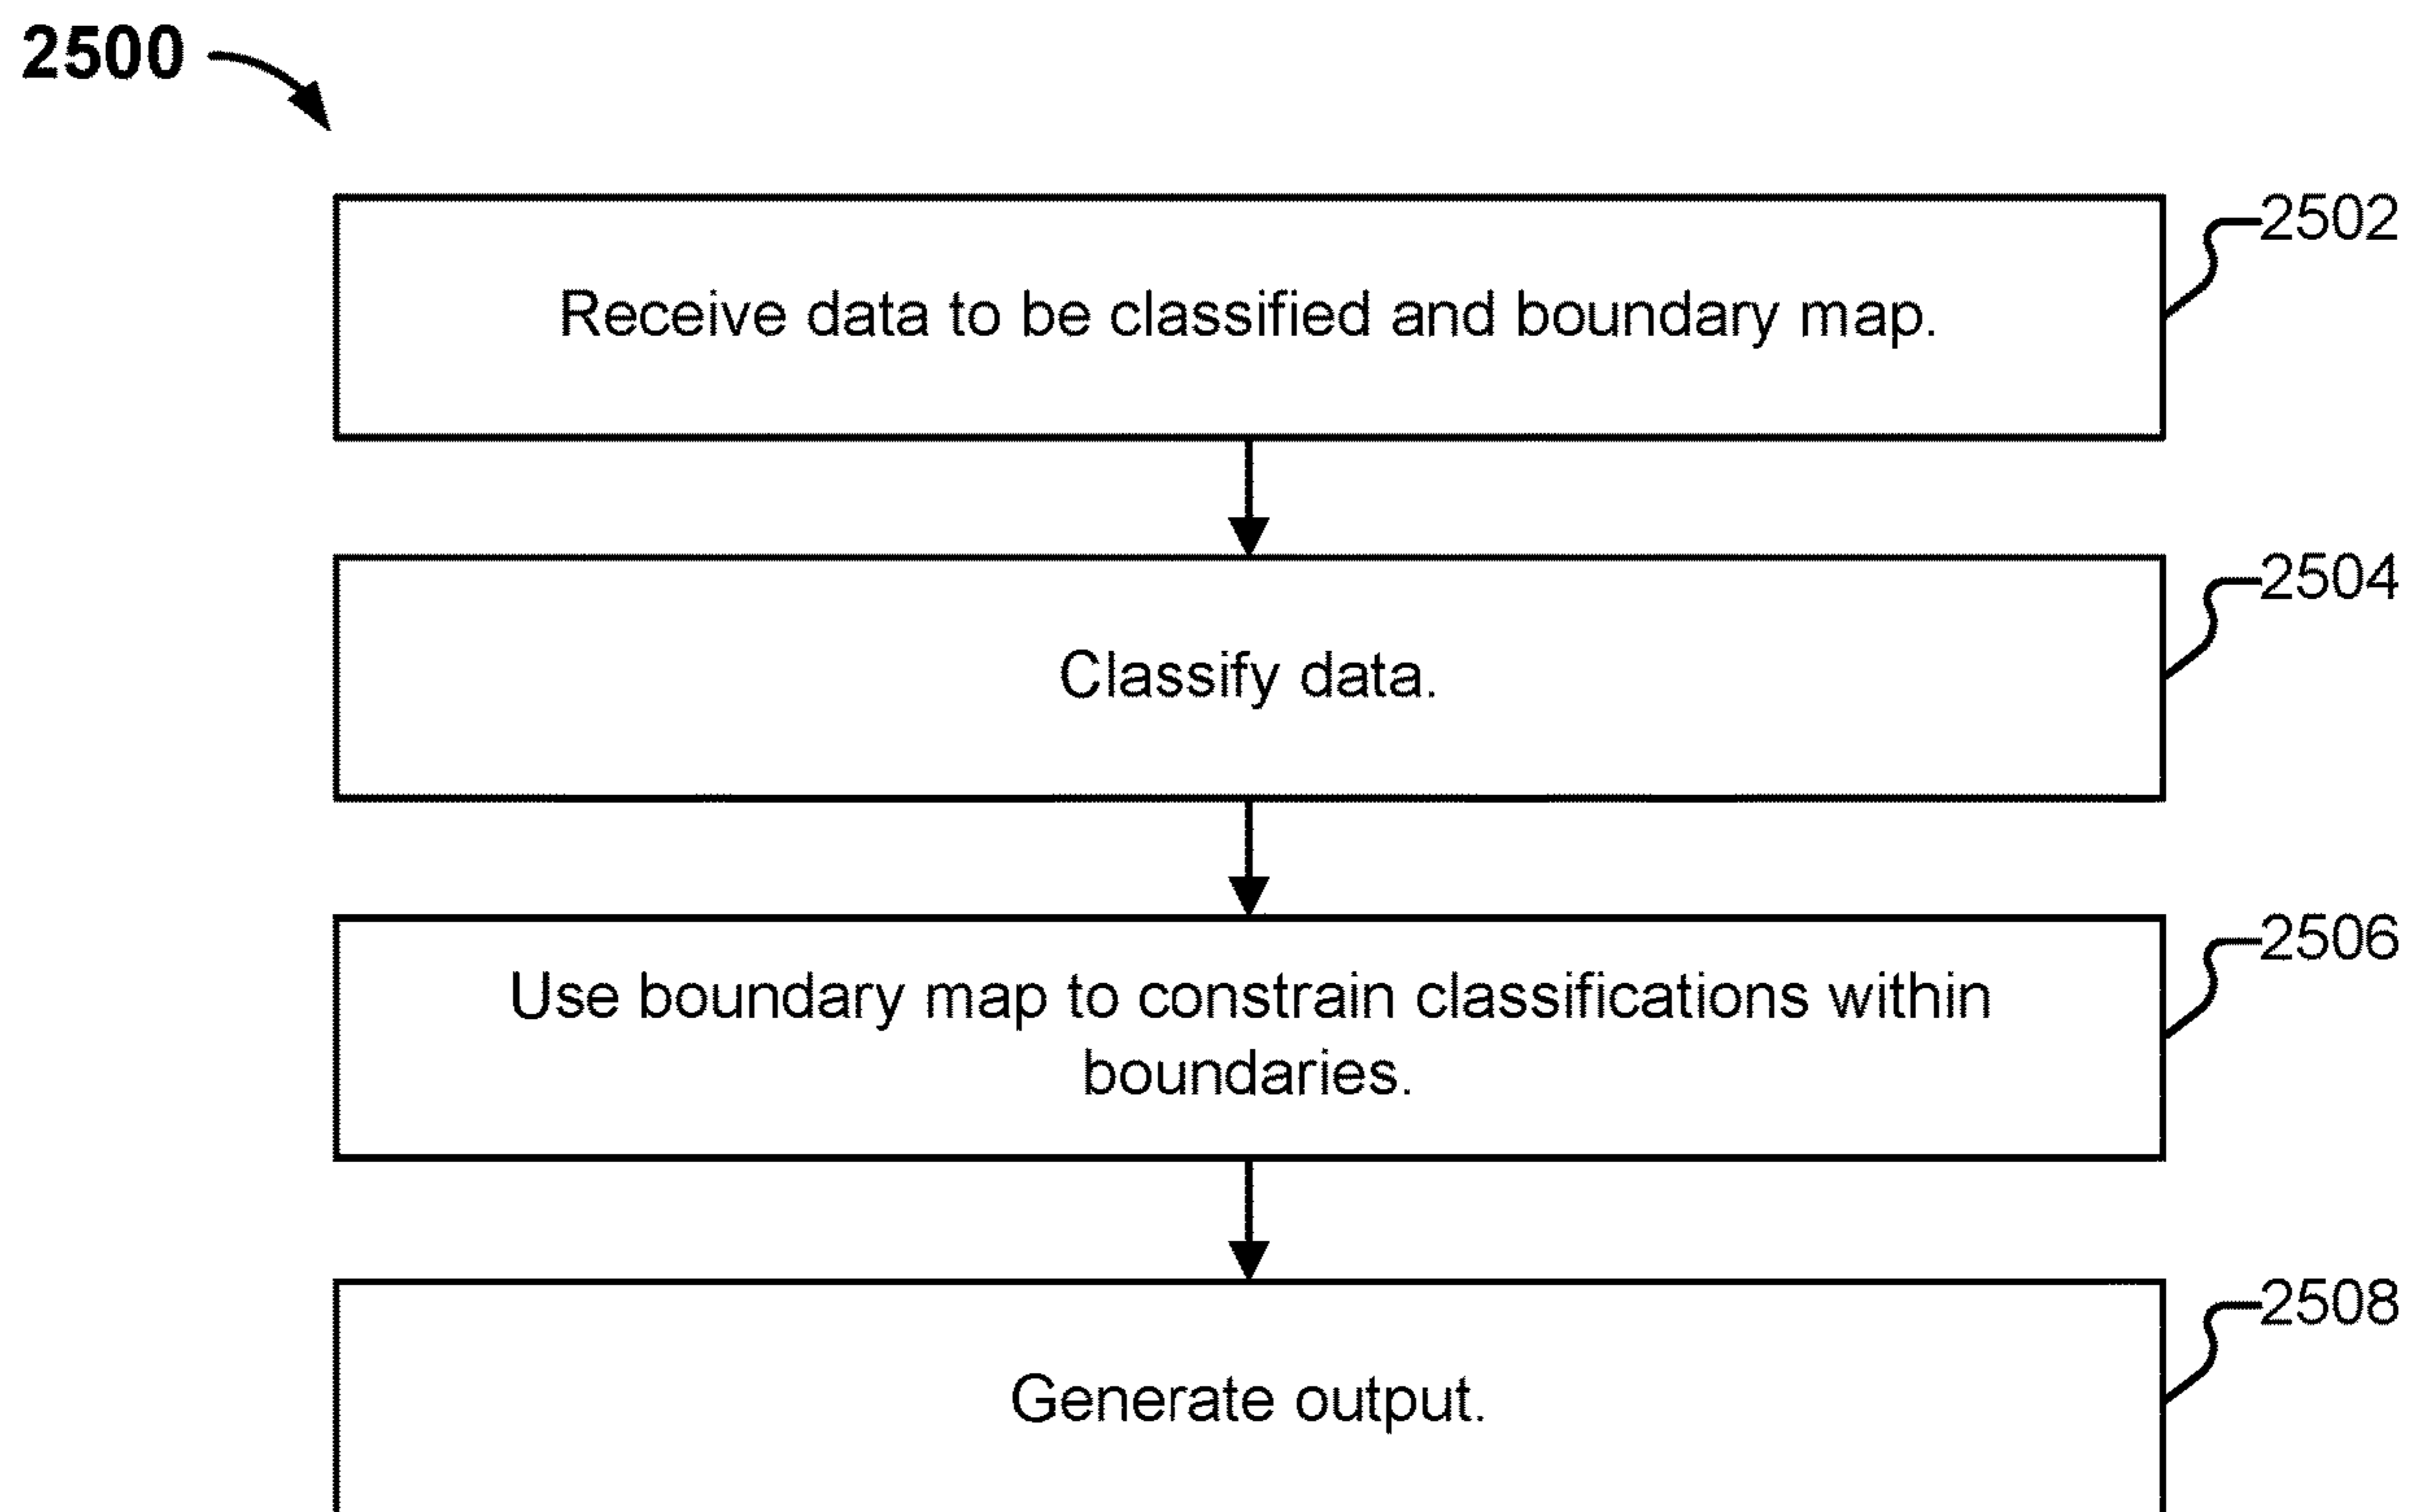 2500
2502
Receive data to be classified and boundary map.
2504
Classify data.
2506
Use boundary map to constrain classifications within
boundaries.
2508
Generate output.